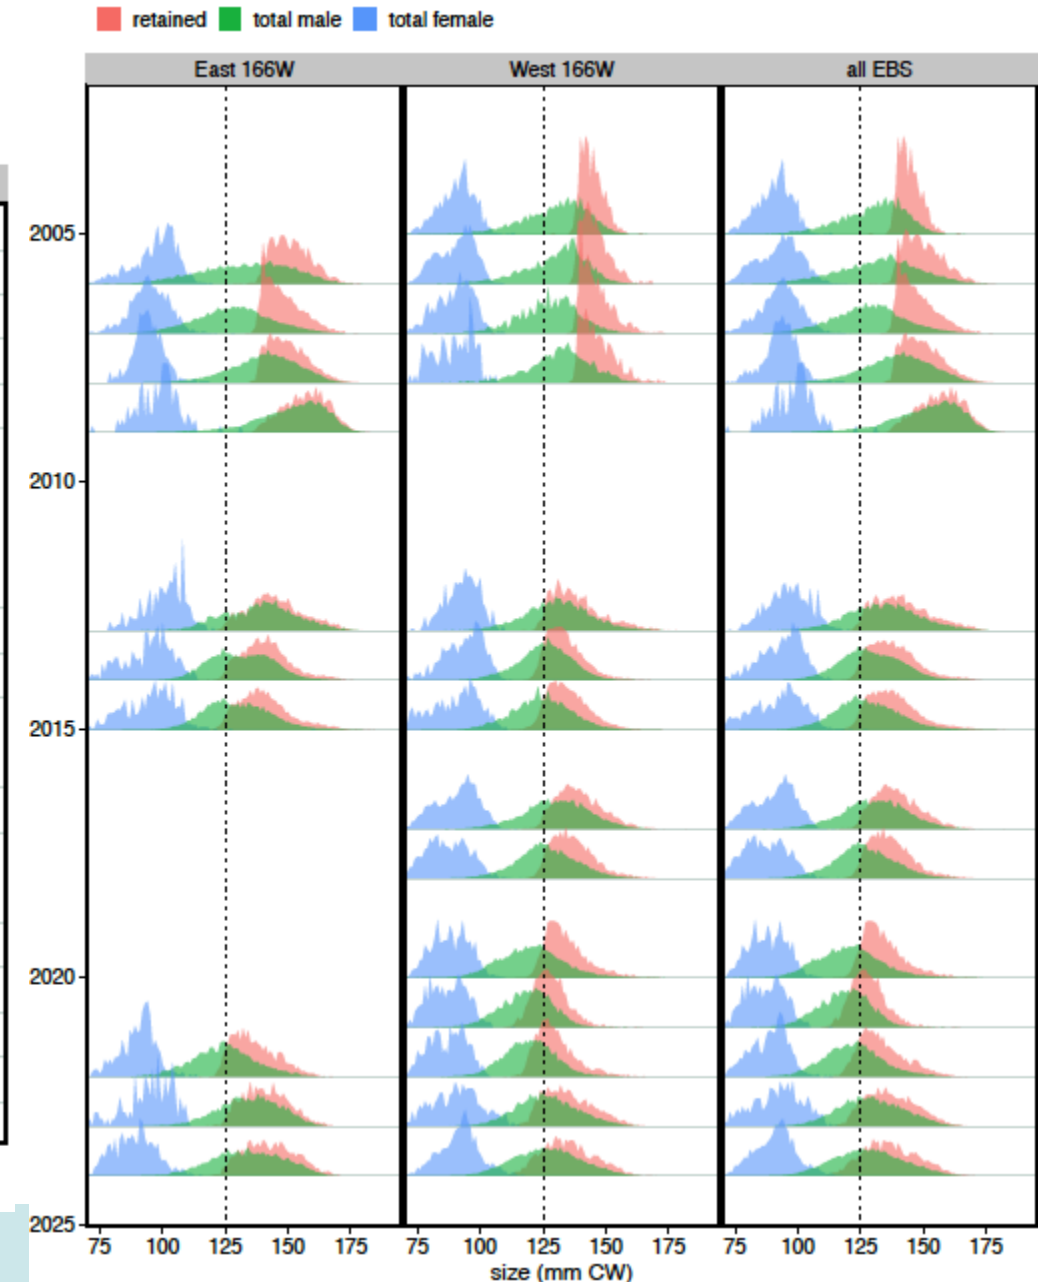 retained total male total female
East 166W West 166W all EBS
2005
2010
2015
2020
2025
75 100 125 150 175 75 100 125 150 175 75 100 125 150 175
size (mm CW)